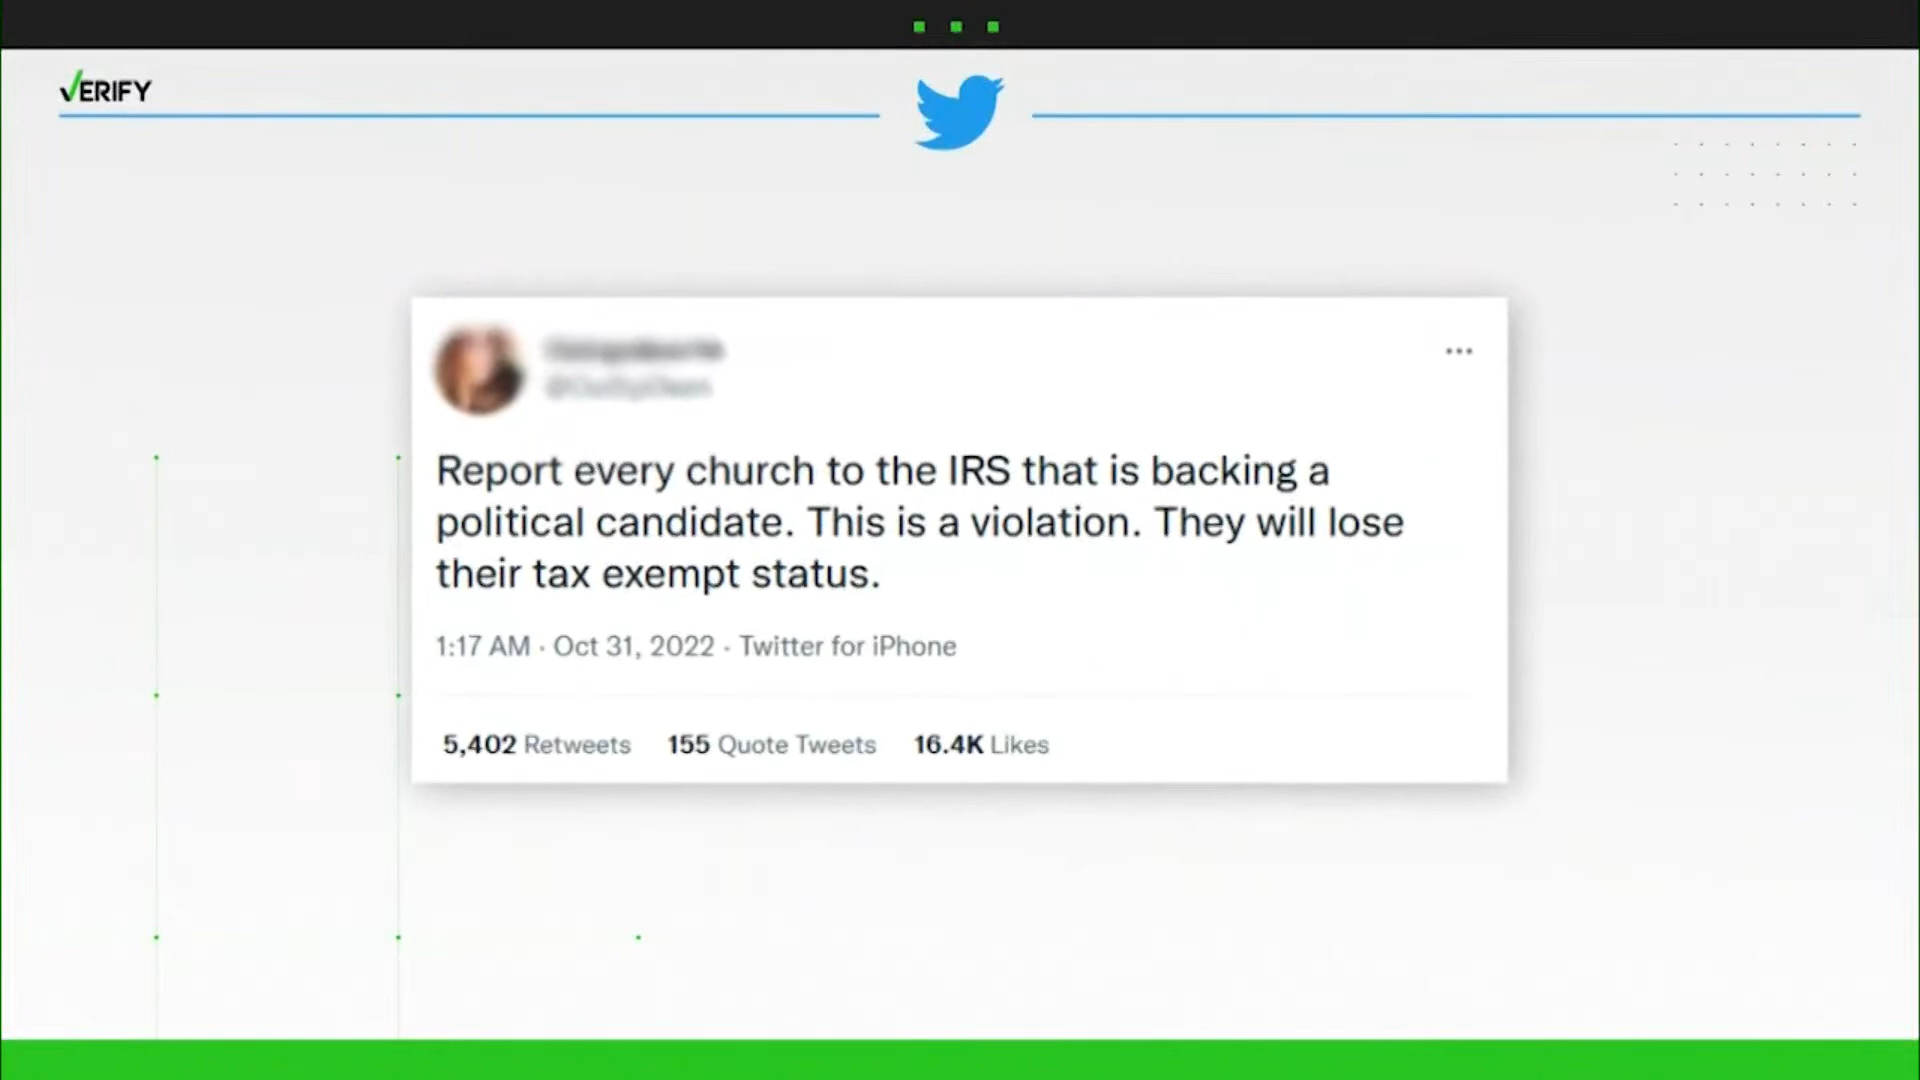 VERIFY
Report every church to the IRS that is backing a
political candidate. This is a violation. They will lose
their tax exempt status.
1:17 AM · Oct 31, 2022 · Twitter for iPhone
5,402 Retweets 155 Quote Tweets 16.4K Likes